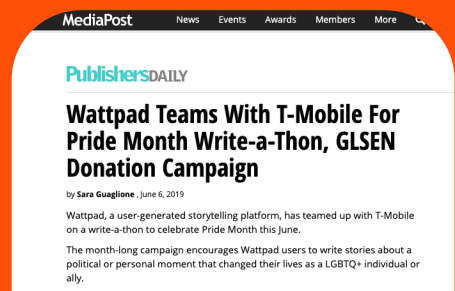 MediaPost News Events Awards Members More
PublishersDAILY
Wattpad Teams With T-Mobile For
Pride Month Write-a-Thon, GLSEN
Donation Campaign
by Sara Guaglione , June 6, 2019
Wattpad, a user-generated storytelling platform, has teamed up with T-Mobile
on a write-a-thon to celebrate Pride Month this June.
The month-long campaign encourages Wattpad users to write stories about a
political or personal moment that changed their lives as a LGBTQ+ individual or
ally.